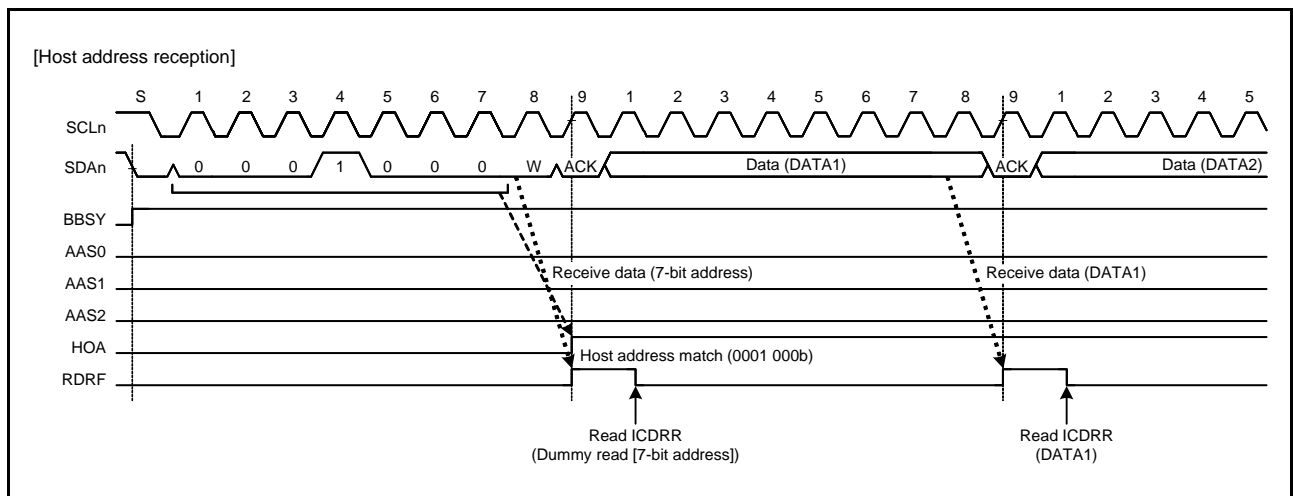 [Host address reception]
S 1 2 3 4 5 6 7 8 9 1 2 3 4 5 6 7 8 9 1 2 3 4 5
SCLn
SDAn 0 0 0 1 0 0 0 W ACK Data (DATA1) ACK Data (DATA2)
BBSY
AAS0
Receive data (7-bit address) Receive data (DATA1)
AAS1
AAS2
HOA
Host address match (0001 000b)
RDRF
Read ICDRR Read ICDRR
(Dummy read [7-bit address]) (DATA1)